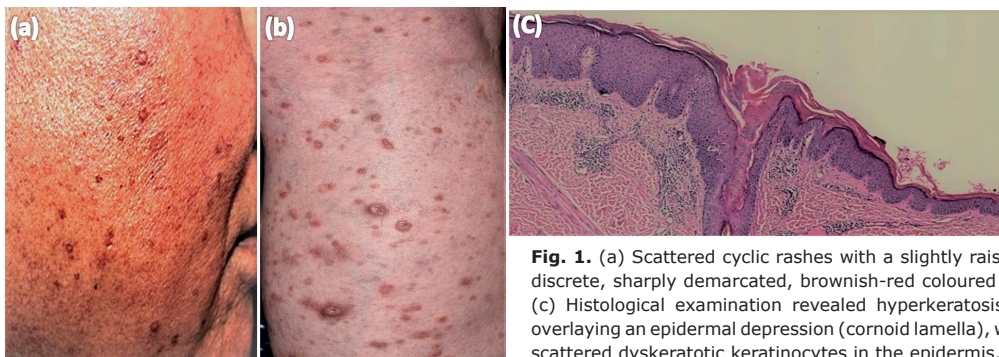 (a)
(b)
(C)
Fig. 1. (a) Scattered cyclic rashes with a slightly rais
discrete, sharply demarcated, brownish-red coloured
(c) Histological examination revealed hyperkeratosis
overlaying an epidermal depression (cornoid lamella), w
scattered dyskeratotic keratinocytes in the epidermis.